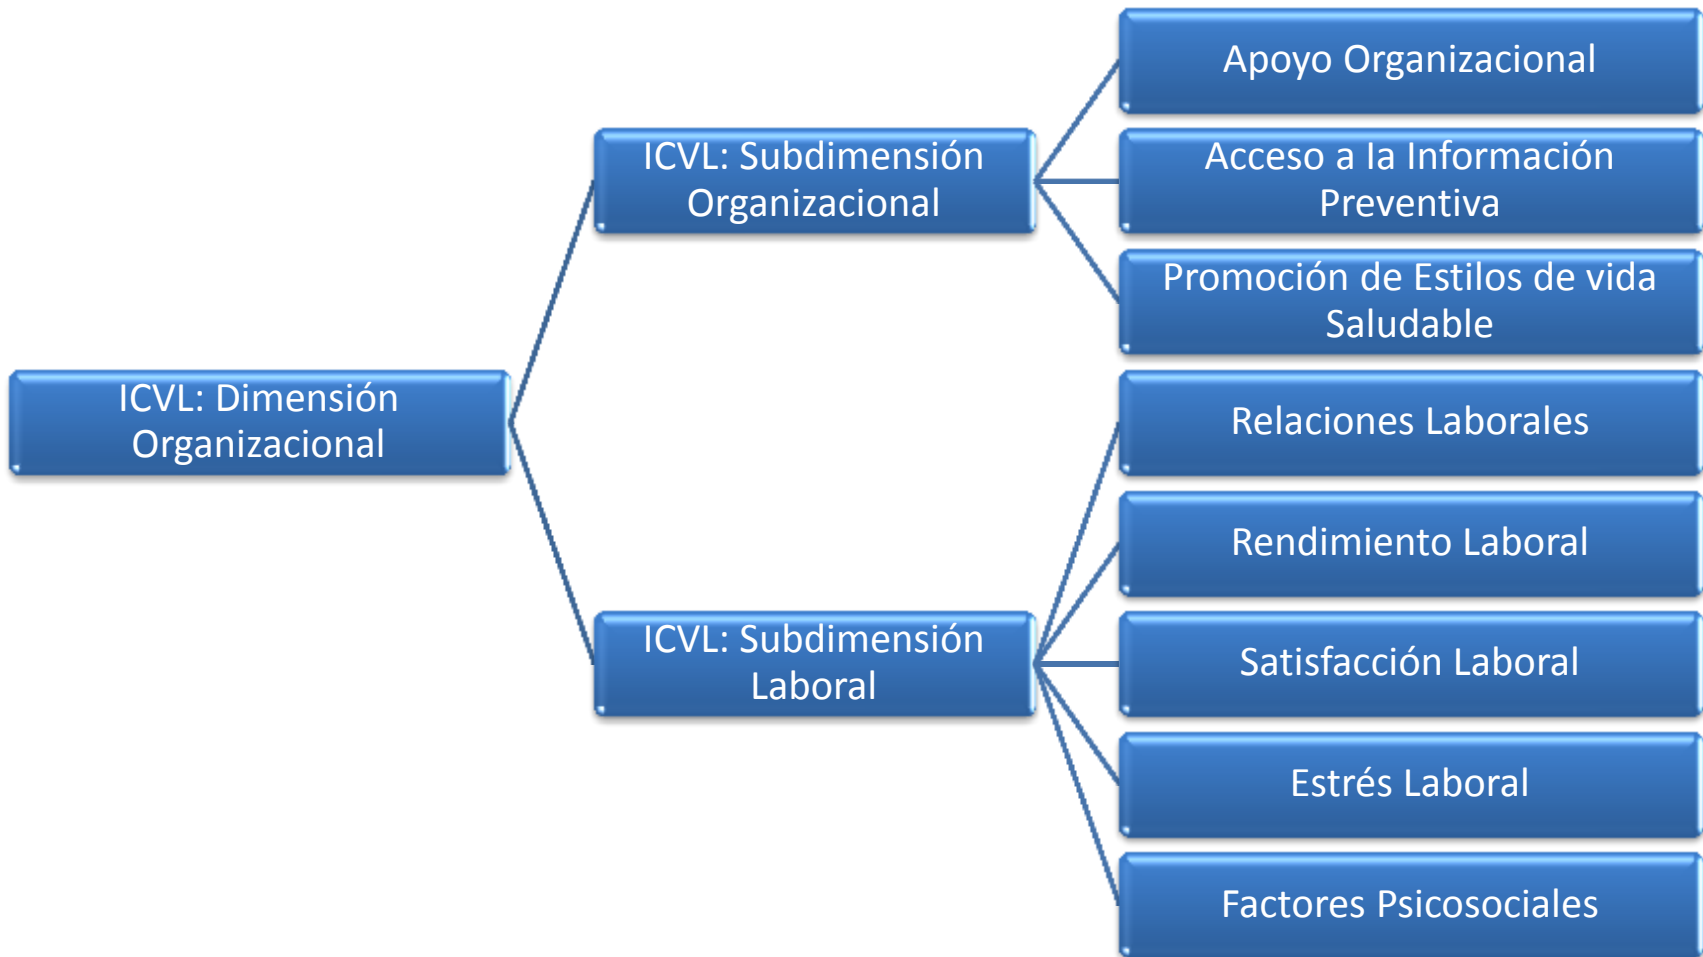 Apoyo Organizacional
ICVL: Subdimensión
Organizacional
Acceso a la Información
Preventiva
Promoción de Estilos de vida
Saludable
ICVL: Dimensión
Organizacional
Relaciones Laborales
Rendimiento Laboral
ICVL: Subdimensión
Laboral
Satisfacción Laboral
Estrés Laboral
Factores Psicosociales